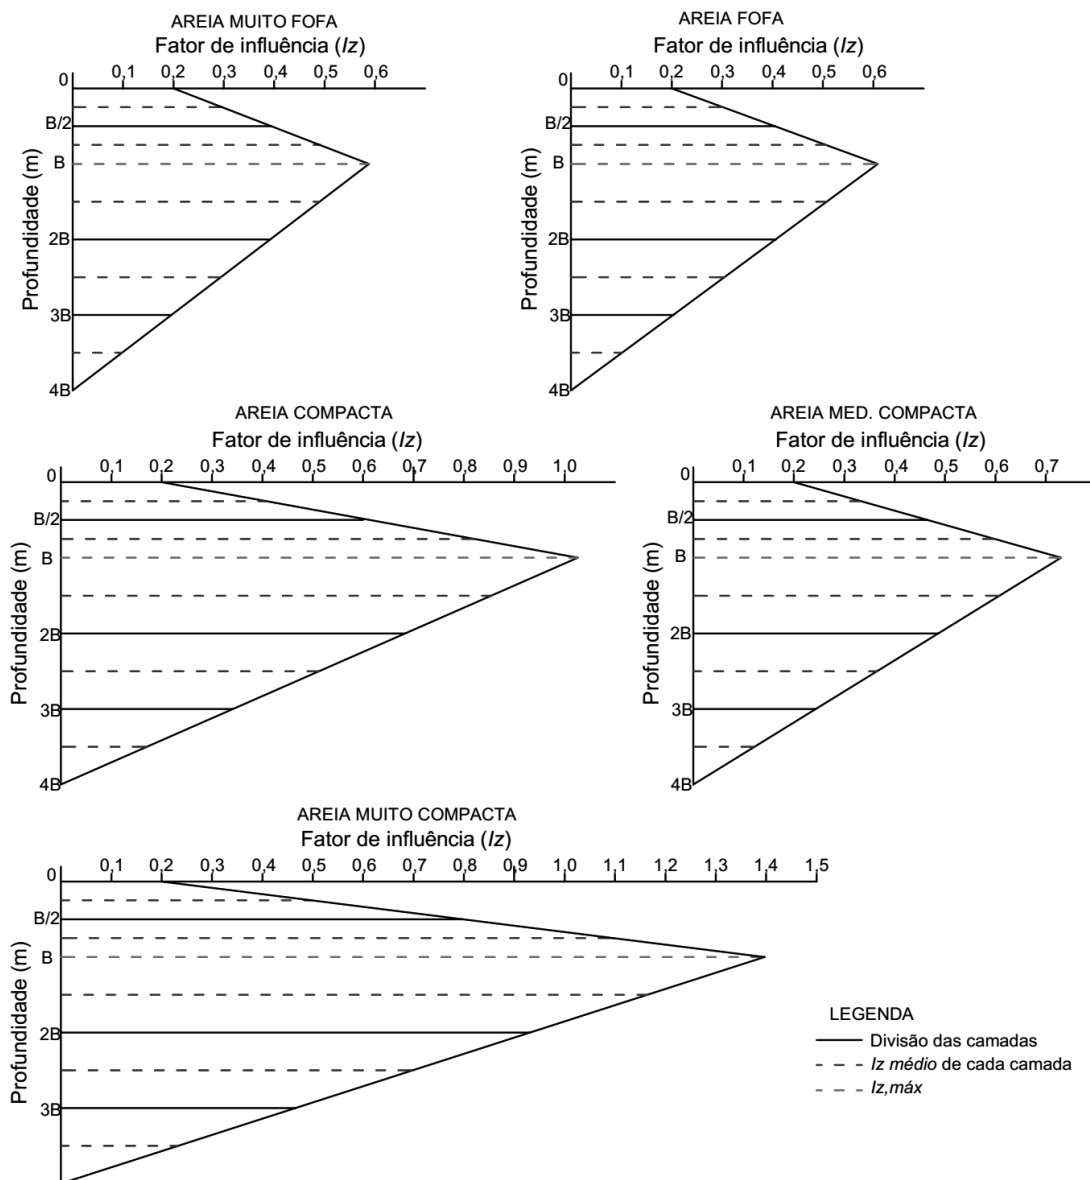 AREIA MUITO FOFA
Fator de influência (Iz)
0 0,1 0,2 0,3 0,4 0,5 0,6
B/2
B
2B
3B
4B
Profundidade (m)
AREIA FOFA
Fator de influência (Iz)
0 0,1 0,2 0,3 0,4 0,5 0,6
B/2
B
2B
3B
4B
Profundidade (m)
AREIA COMPACTA
Fator de influência (Iz)
0 0,1 0,2 0,3 0,4 0,5 0,6 0,7 0,8 0,9 1,0
B/2
B
2B
3B
4B
Profundidade (m)
AREIA MED. COMPACTA
Fator de influência (Iz)
0 0,1 0,2 0,3 0,4 0,5 0,6 0,7
B/2
B
2B
3B
4B
Profundidade (m)
AREIA MUITO COMPACTA
Fator de influência (Iz)
0 0,1 0,2 0,3 0,4 0,5 0,6 0,7 0,8 0,9 1,0 1,1 1,2 1,3 1,4 1,5
B/2
B
2B
3B
Profundidade (m)
LEGENDA
Divisão das camadas
Iz médio de cada camada
Iz,máx